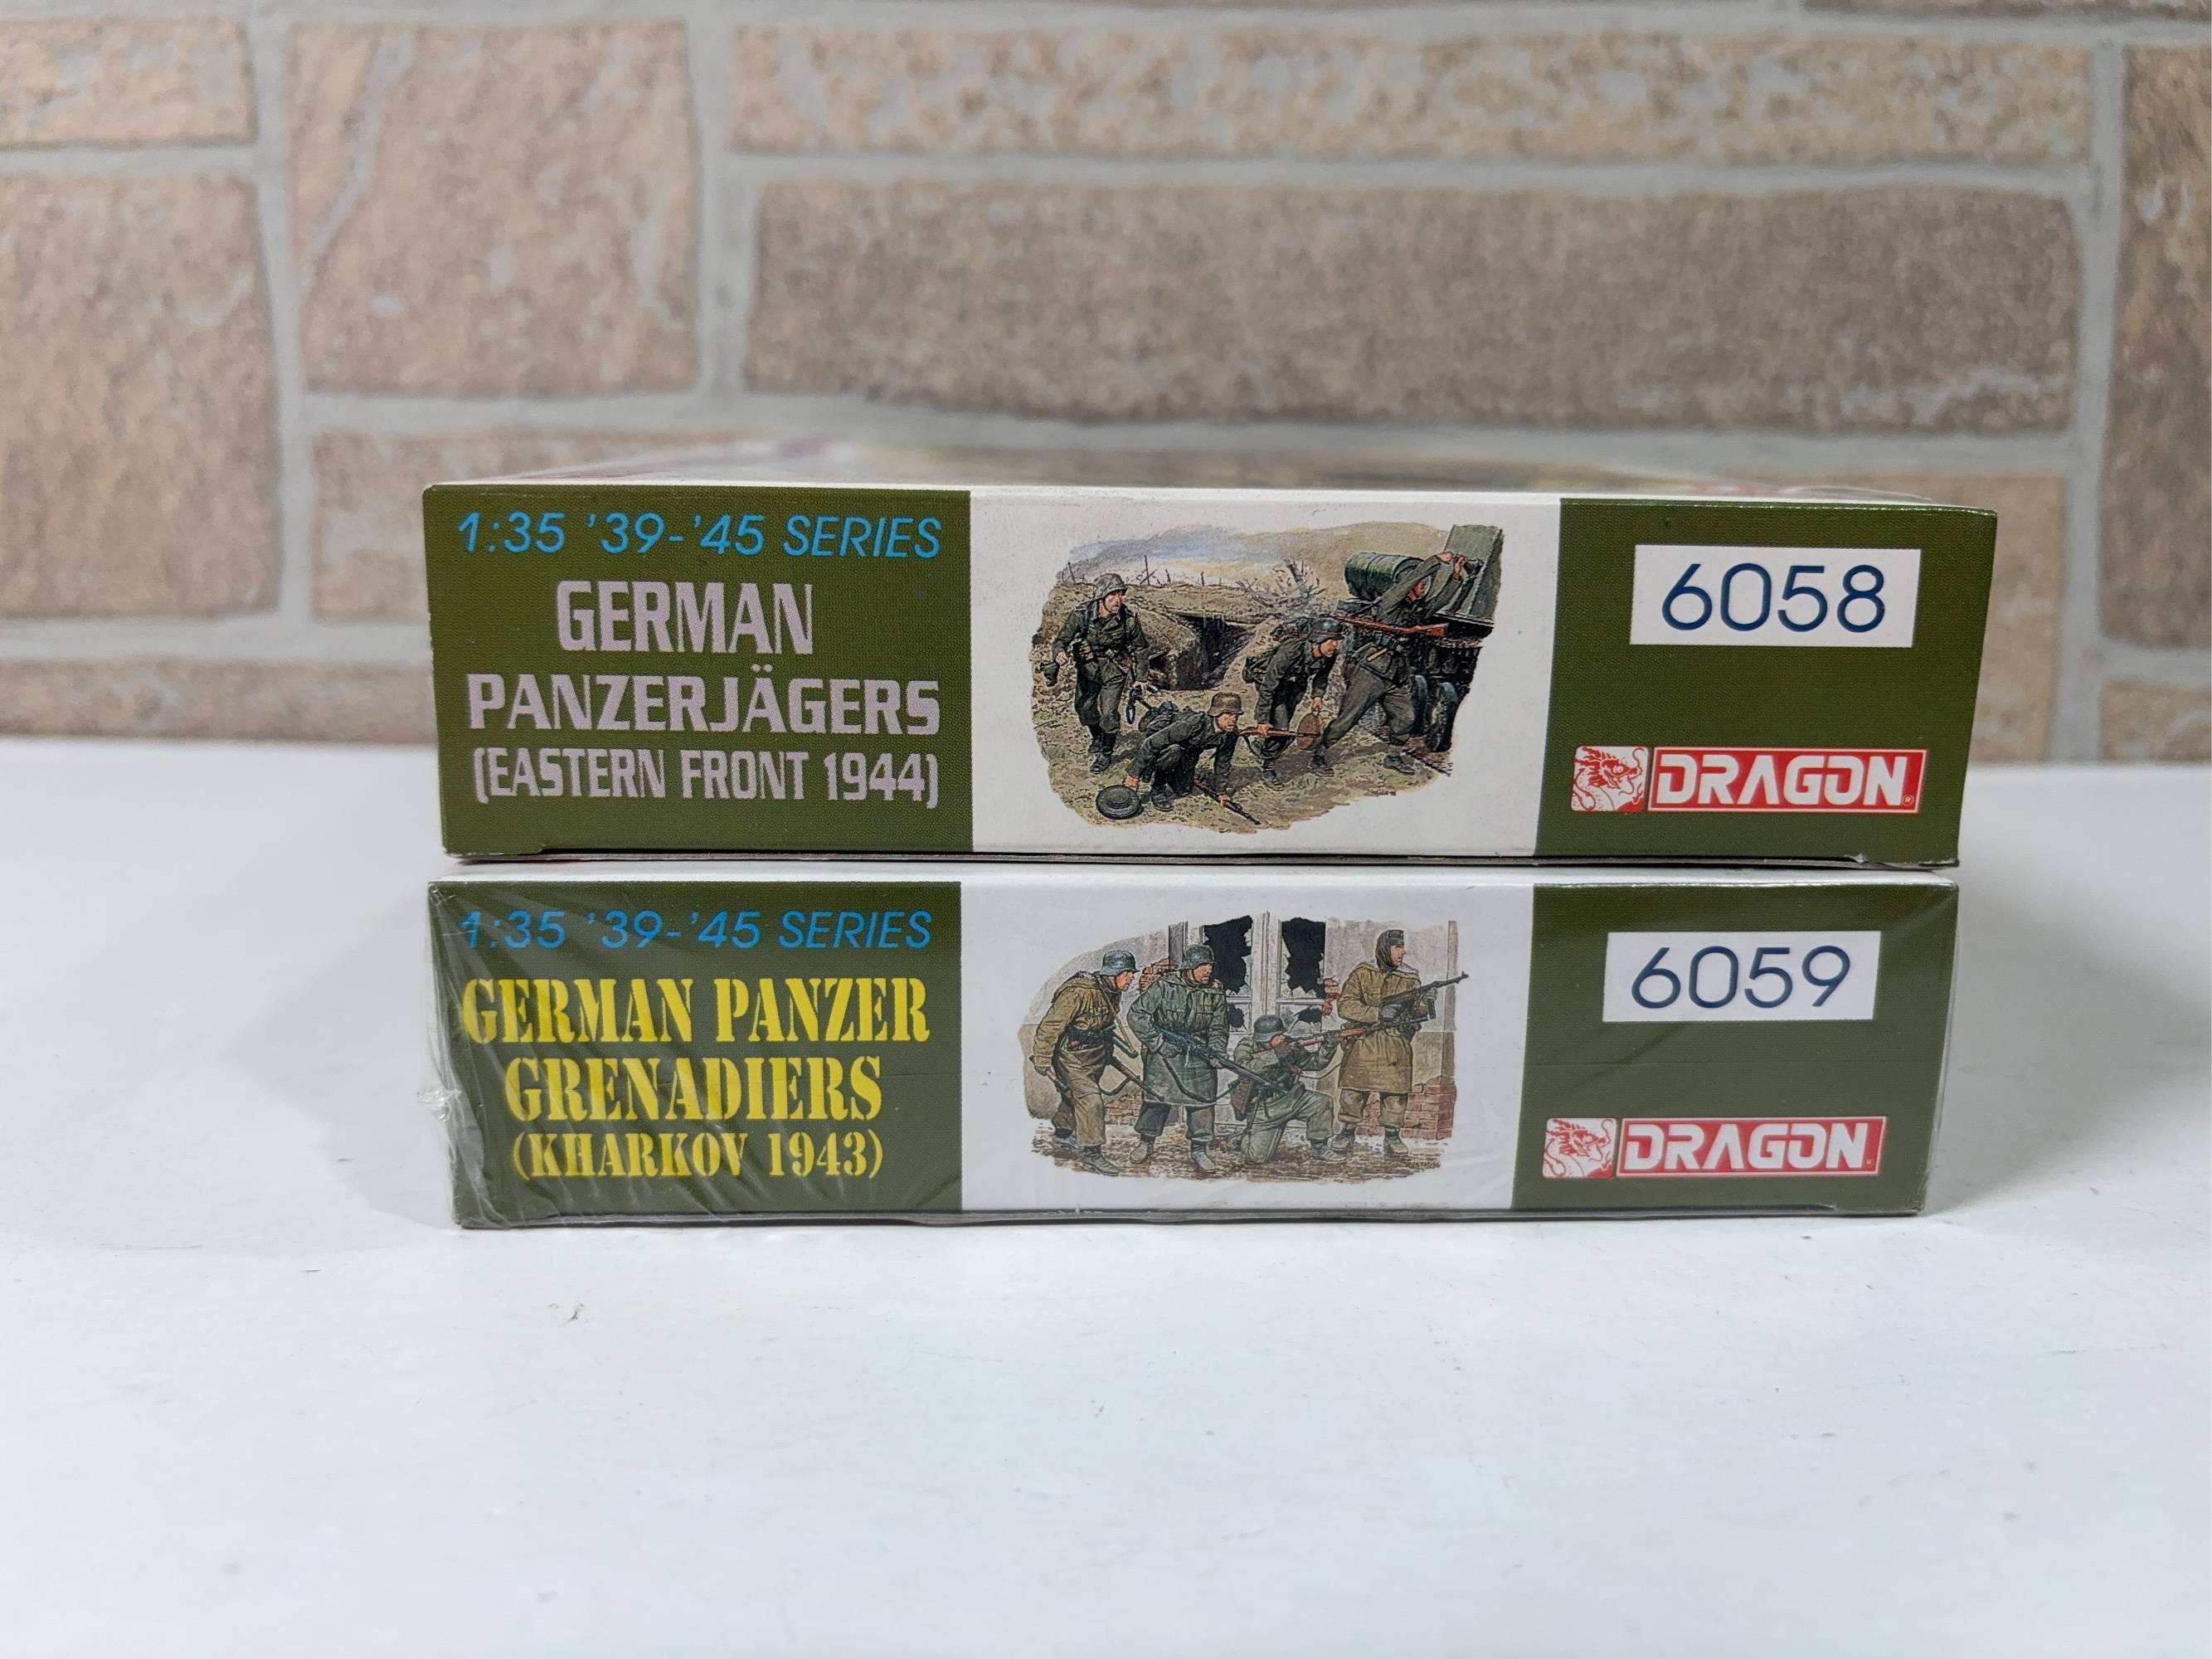 1:35 '39-'45 SERIES
GERMAN
PANZERJÄGERS
(EASTERN FRONT 1944)
6058
DRAGON®
1:35 '39-'45 SERIES
GERMAN PANZER
GRENADIERS
(KHARKOV 1943)
6059
DRAGON®